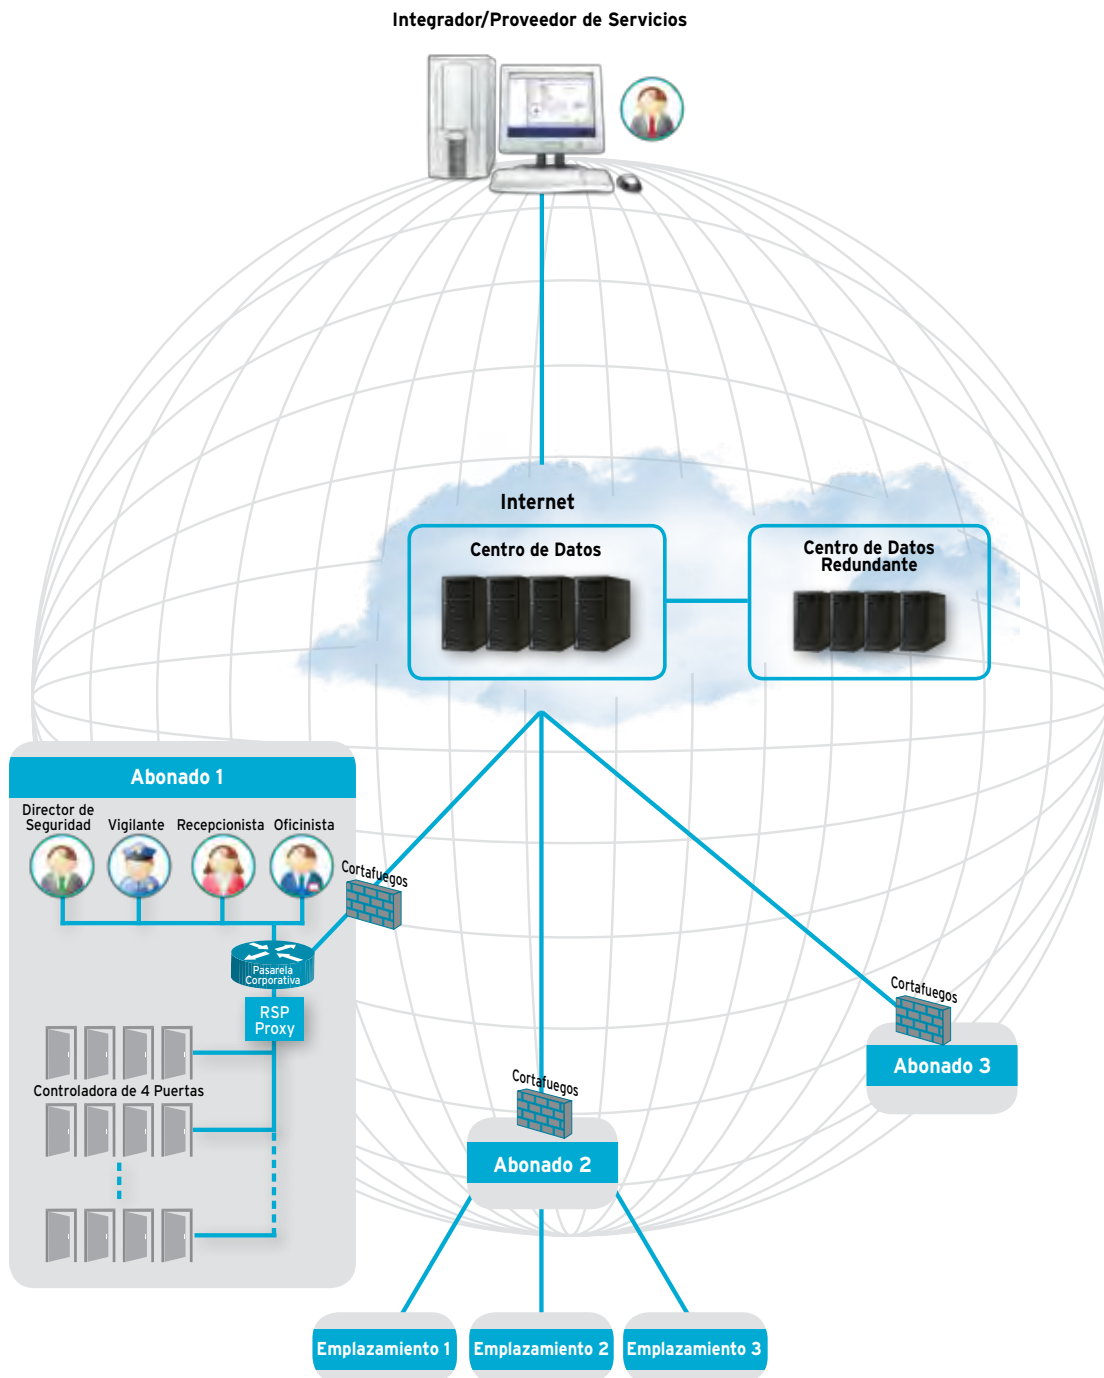 Integrador/Proveedor de Servicios
Internet
Centro de Datos
Centro de Datos
Redundante
Abonado 1
Director de
Seguridad
Vigilante
Recepcionista
Oficinista
Cortafuegos
Pasarela
Corporativa
RSP
Proxy
Controladora de 4 Puertas
Cortafuegos
Abonado 3
Cortafuegos
Abonado 2
Emplazamiento 1
Emplazamiento 2
Emplazamiento 3